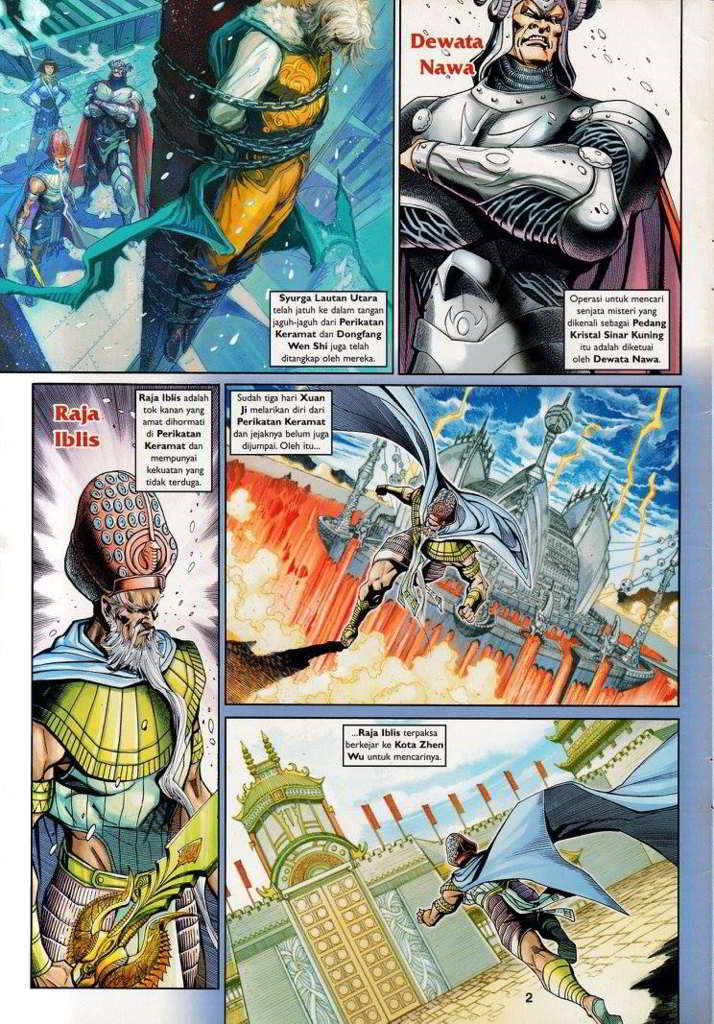 Syurga Lautan Utara
telah jatuh ke dalam tangan
jaguh-jaguh dari Perikatan
Keramat dan Dongfang
Wen Shi juga telah
ditangkap oleh mereka.
Dewata
Nawa
Operasi untuk mencari
senjata misteri yang
dikenali sebagai Pedang
Kristal Sinar Kuning
itu adalah diketuai
oleh Dewata Nawa.
Raja
Iblis
Raja Iblis adalah
tok kanan yang
amat dihormati
di Perikatan
Keramat dan
mempunyai
kekuatan yang
tidak terduga.
Sudah tiga hari Xuan
Ji melarikan diri dari
Perikatan Keramat
dan jejaknya belum juga
dijumpai. Oleh itu...
...Raja Iblis terpaksa
berkejar ke Kota Zhen
Wu untuk mencarinya.
2